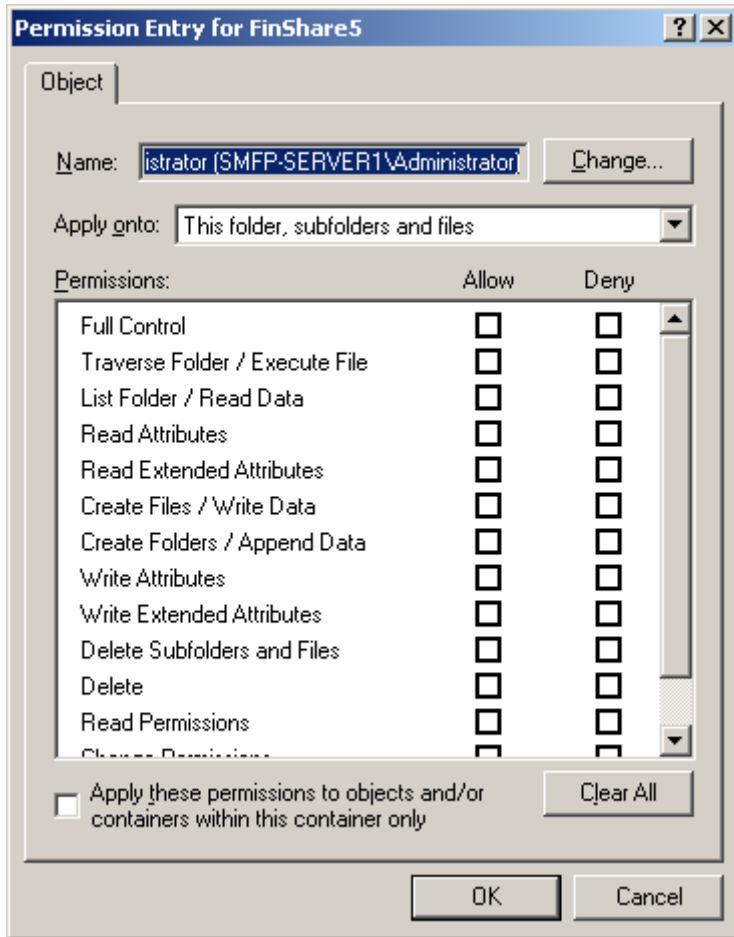 Permission Entry for FinShare5
Object
Name: istrator (SMFP-SERVER1\Administrator) Change...
Apply onto: This folder, subfolders and files
Permissions: Allow Deny
Full Control
Traverse Folder / Execute File
List Folder / Read Data
Read Attributes
Read Extended Attributes
Create Files / Write Data
Create Folders / Append Data
Write Attributes
Write Extended Attributes
Delete Subfolders and Files
Delete
Read Permissions
Change Permissions
Apply these permissions to objects and/or
containers within this container only
Clear All
OK Cancel